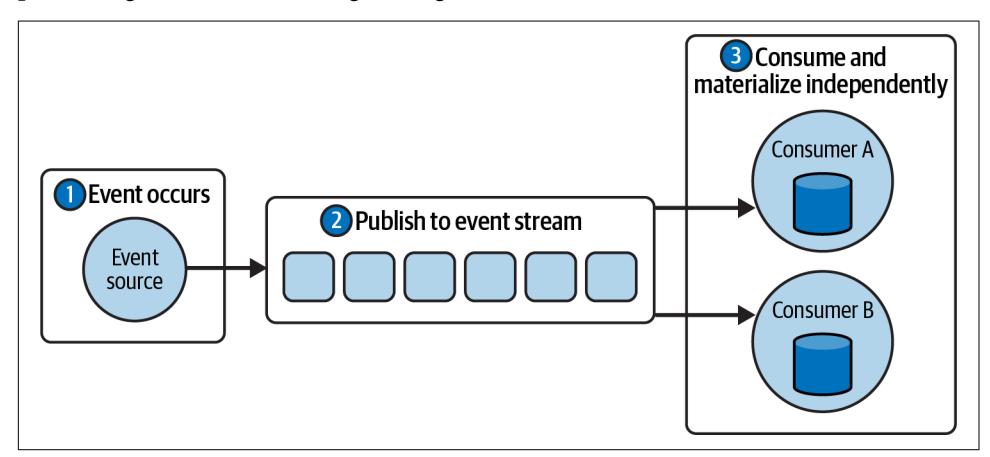 1 Event occurs
Event
source
2 Publish to event stream
3 Consume and
materialize independently
Consumer A
Consumer B